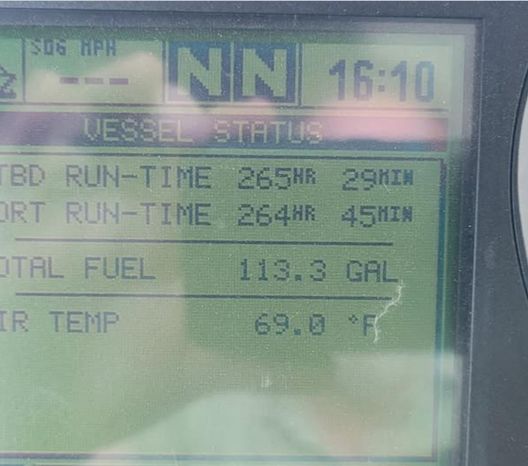 SOG MPH
---
N N
16:10
VESSEL STATUS
TBD RUN-TIME 265HR 29MIN
ORT RUN-TIME 264HR 45MIN
OTAL FUEL 113.3 GAL
IR TEMP 69.0 °F